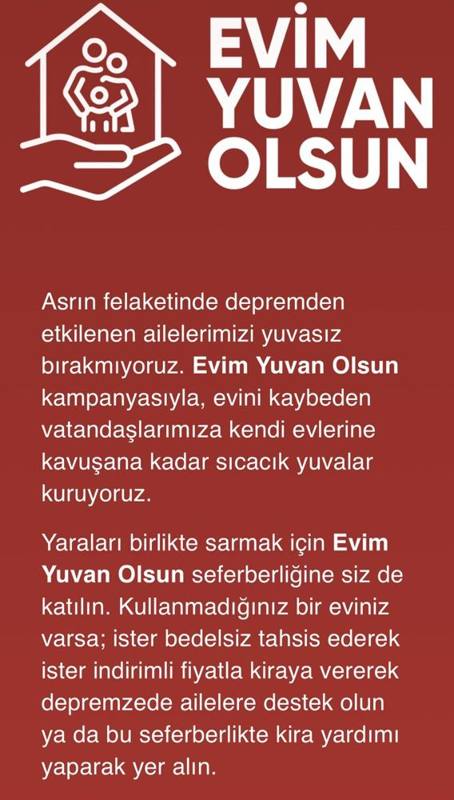 EVİM
YUVAN
OLSUN
Asrın felaketinde depremden
etkilenen ailelerimizi yuvasız
bırakmıyoruz. Evim Yuvan Olsun
kampanyasıyla, evini kaybeden
vatandaşlarımıza kendi evlerine
kavuşana kadar sıcacık yuvalar
kuruyoruz.
Yaraları birlikte sarmak için Evim
Yuvan Olsun seferberliğine siz de
katılın. Kullanmadığınız bir eviniz
varsa; ister bedelsiz tahsis ederek
ister indirimli fiyatla kiraya vererek
depremzede ailelere destek olun
ya da bu seferberlikte kira yardımı
yaparak yer alın.